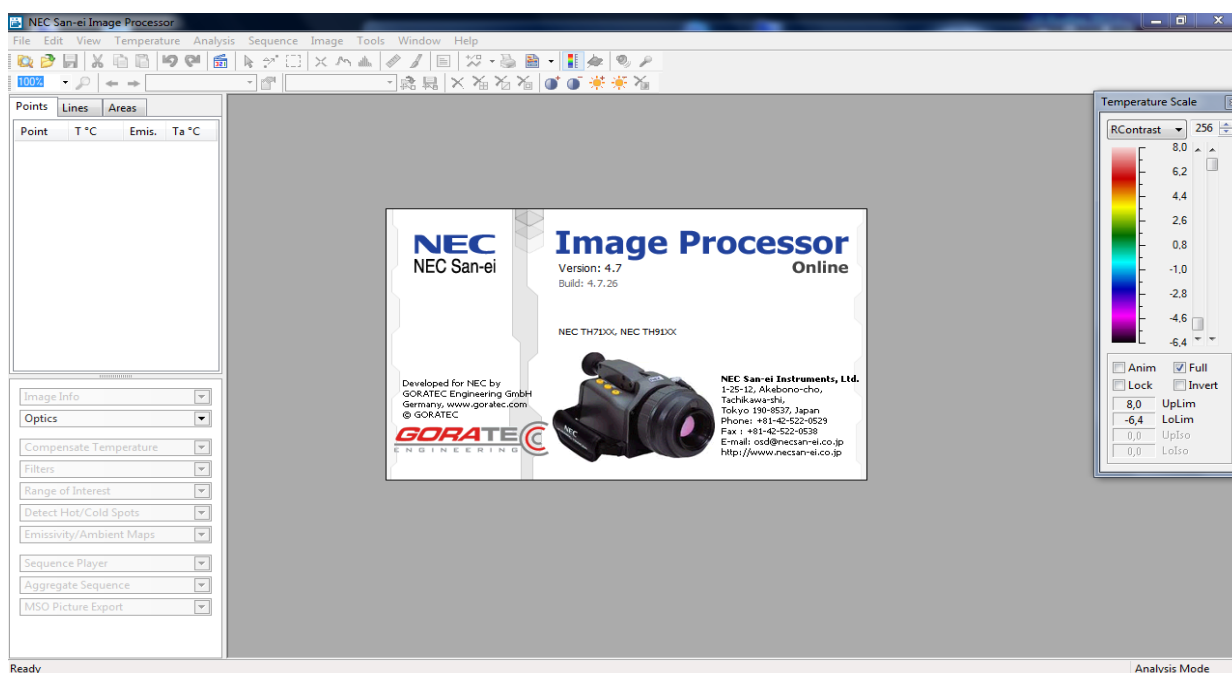 NEC San-ei Image Processor
File Edit View Temperature Analysis Sequence Image Tools Window Help
100%
Points Lines Areas
Point T °C Emis. Ta °C
Image Info
Optics
Compensate Temperature
Filters
Range of Interest
Detect Hot/Cold Spots
Emissivity/Ambient Maps
Sequence Player
Aggregate Sequence
MSO Picture Export
NEC
NEC San-ei
Image Processor
Online
Version: 4.7
Build: 4.7.26
NEC TH71XX, NEC TH91XX
Developed for NEC by
GORATEC Engineering GmbH
Germany, www.goratec.com
© GORATEC
GORATEC
ENGINEERING
NEC
NEC San-ei Instruments, Ltd.
1-25-12, Akebono-cho,
Tachikawa-shi,
Tokyo 190-8537, Japan
Phone: +81-42-522-0529
Fax : +81-42-522-0538
E-mail: osd@necsan-ei.co.jp
http://www.necsan-ei.co.jp
Temperature Scale
RContrast 256
8,0
6,2
4,4
2,6
0,8
-1,0
-2,8
-4,6
-6,4
Anim Full
Lock Invert
8,0 UpLim
-6,4 LoLim
0,0 UpIso
0,0 LoIso
Ready
Analysis Mode